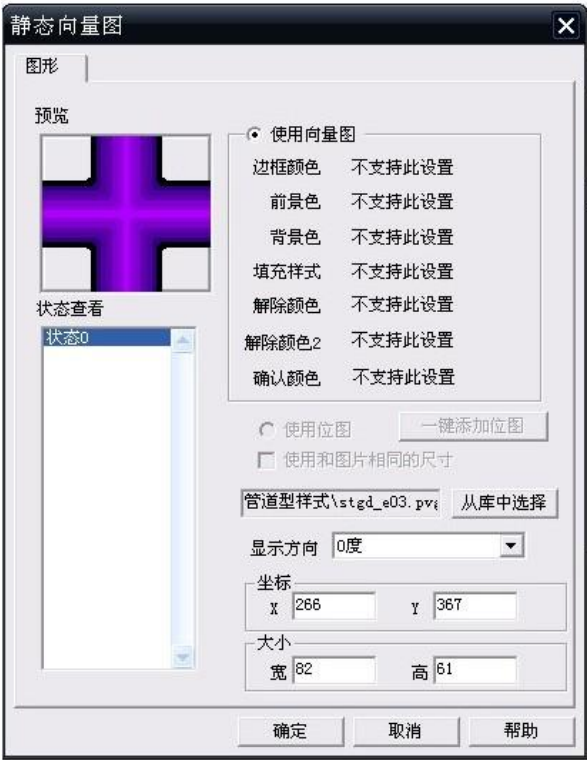 静态向量图
图形
预览
使用向量图
边框颜色 不支持此设置
前景色 不支持此设置
背景色 不支持此设置
填充样式 不支持此设置
解除颜色 不支持此设置
解除颜色2 不支持此设置
确认颜色 不支持此设置
状态查看
状态0
使用位图 一键添加位图
使用和图片相同的尺寸
管道型样式\stgd_e03.pvg 从库中选择
显示方向 0度
坐标
X 266 Y 367
大小
宽 82 高 61
确定 取消 帮助